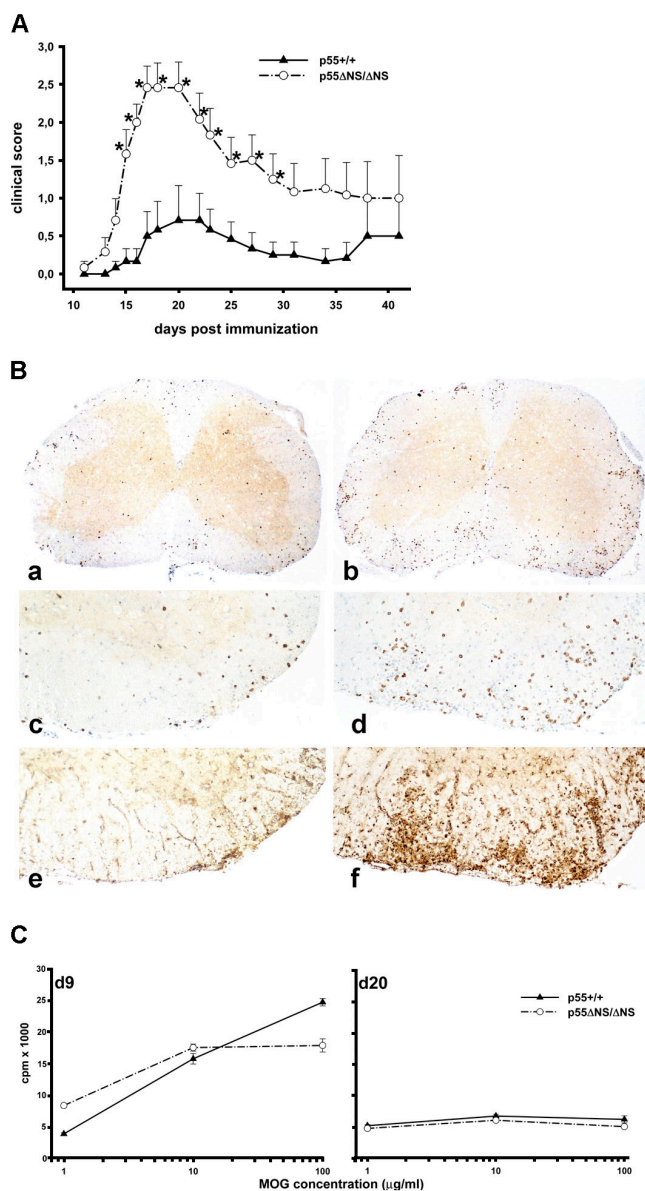 A
3,0
2,5
2,0
1,5
1,0
0,5
0,0
clinical score
p55+/+
p55ΔNS/ΔNS
* * * * * * * * * *
10 15 20 25 30 35 40
days post immunization
B
a b
c d
e f
C
d9
30
25
20
15
10
5
0
cpm x 1000
1 10 100
d20
p55+/+
p55ΔNS/ΔNS
1 10 100
MOG concentration (μg/ml)